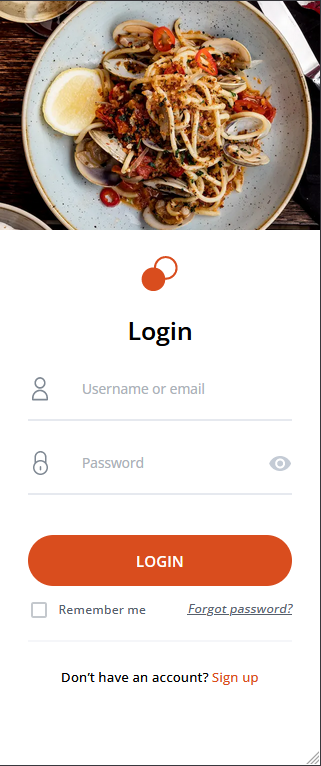 Login
Username or email
Password
LOGIN
Remember me Forgot password?
Don't have an account? Sign up